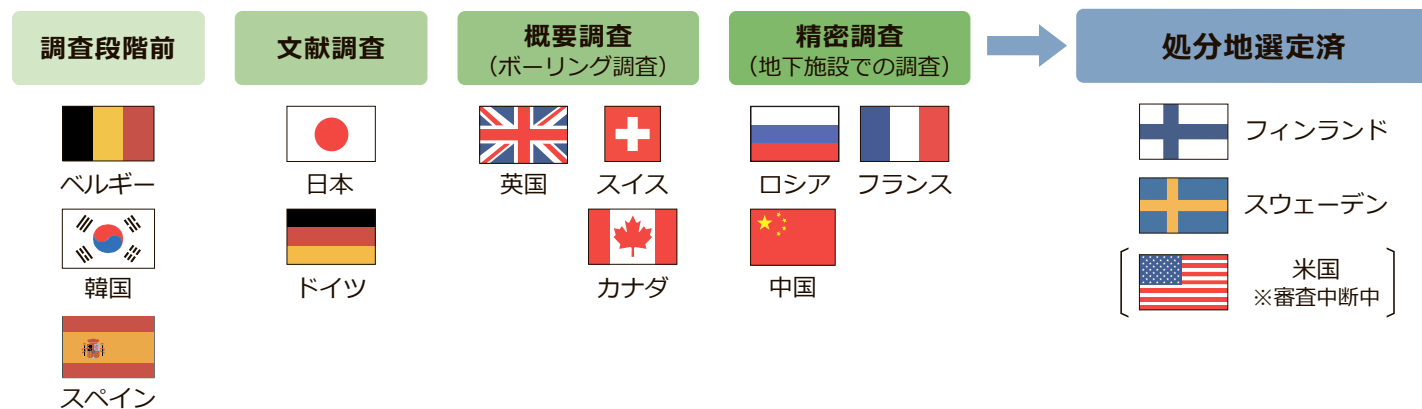 調査段階前
文献調査
概要調査
（ボーリング調査）
精密調査
（地下施設での調査）
処分地選定済
ベルギー
韓国
スペイン
日本
ドイツ
英国
スイス
カナダ
ロシア
フランス
中国
フィンランド
スウェーデン
米国
※審査中断中